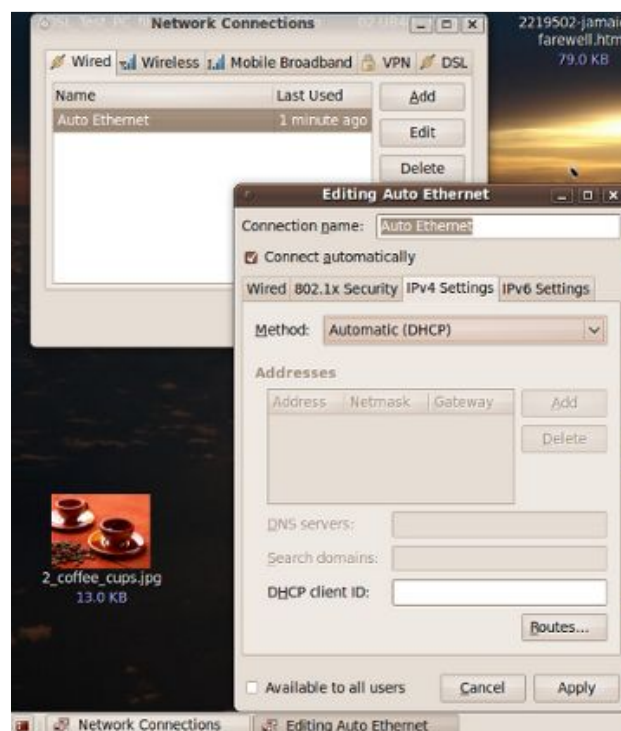 Network Connections
2219502-jamai
farewell.htm
79.0 KB
Wired Wireless Mobile Broadband VPN DSL
Name Last Used
Add
Auto Ethernet 1 minute ago
Edit
Delete
Editing Auto Ethernet
Connection name: Auto Ethernet
Connect automatically
Wired 802.1x Security IPv4 Settings IPv6 Settings
Method: Automatic (DHCP)
Addresses
Address Netmask Gateway
Add
Delete
DNS servers:
Search domains:
DHCP client ID:
Routes...
2_coffee_cups.jpg
13.0 KB
Available to all users Cancel Apply
Network Connections Editing Auto Ethernet